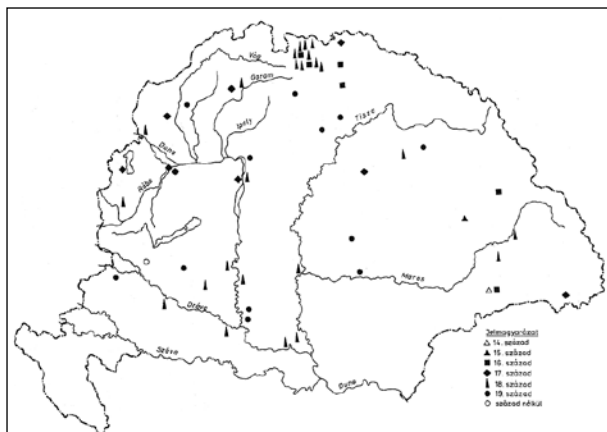 Vág
Garam
Ipoly
Tisza
Duna
Rába
Maros
Dráva
Száva
Duna
Jelmagyarázat
14. század
15. század
16. század
17. század
18. század
19. század
század nélkül